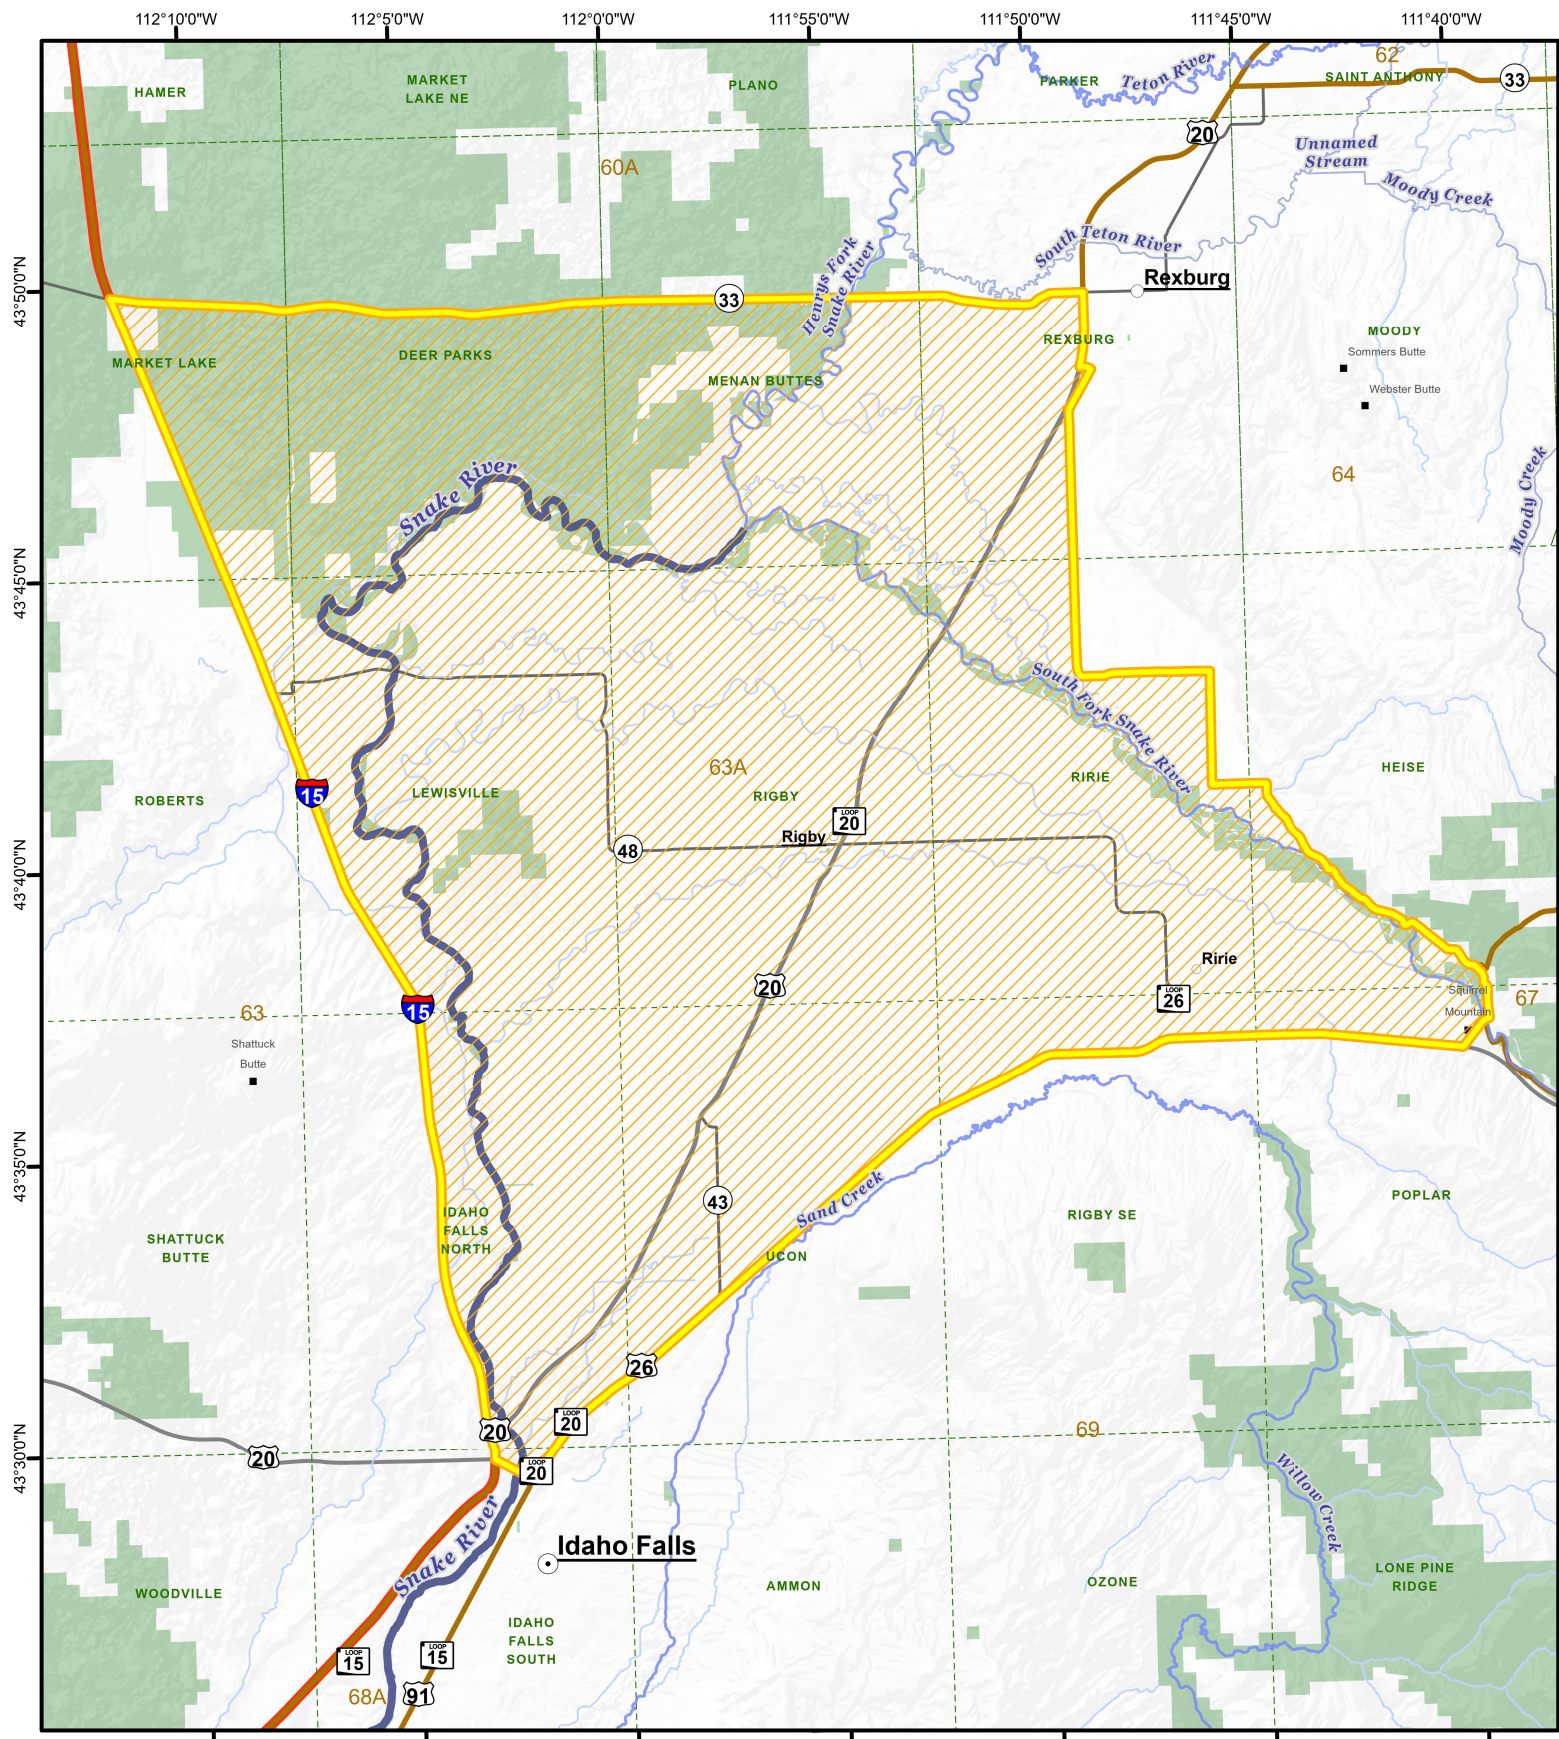 112°10'0"W
112°5'0"W
112°0'0"W
111°55'0"W
111°50'0"W
111°45'0"W
111°40'0"W
62
HAMER
MARKET
LAKE NE
PLANO
PARKER
Teton River
SAINT ANTHONY
33
20
60A
Unnamed
Stream
Moody Creek
South Teton River
Henrys Fork
Snake River
Rexburg
43°50'0"N
33
MARKET LAKE
DEER PARKS
MENAN BUTTES
REXBURG
MOODY
Sommers Butte
Webster Butte
64
Snake River
Moody Creek
43°45'0"N
South Fork Snake River
63A
ROBERTS
15
LEWISVILLE
RIGBY
RIRIE
HEISE
LOOP
20
Rigby
48
43°40'0"N
Ririe
20
LOOP
26
Squirrel
Mountain
67
63
15
Shattuck
Butte
43°35'0"N
43
Sand Creek
POPLAR
RIGBY SE
IDAHO
FALLS
NORTH
SHATTUCK
BUTTE
UCON
26
LOOP
20
20
69
43°30'0"N
20
LOOP
20
Willow Creek
Snake River
Idaho Falls
WOODVILLE
AMMON
OZONE
LONE PINE
RIDGE
IDAHO
FALLS
SOUTH
LOOP
15
LOOP
15
68A
91